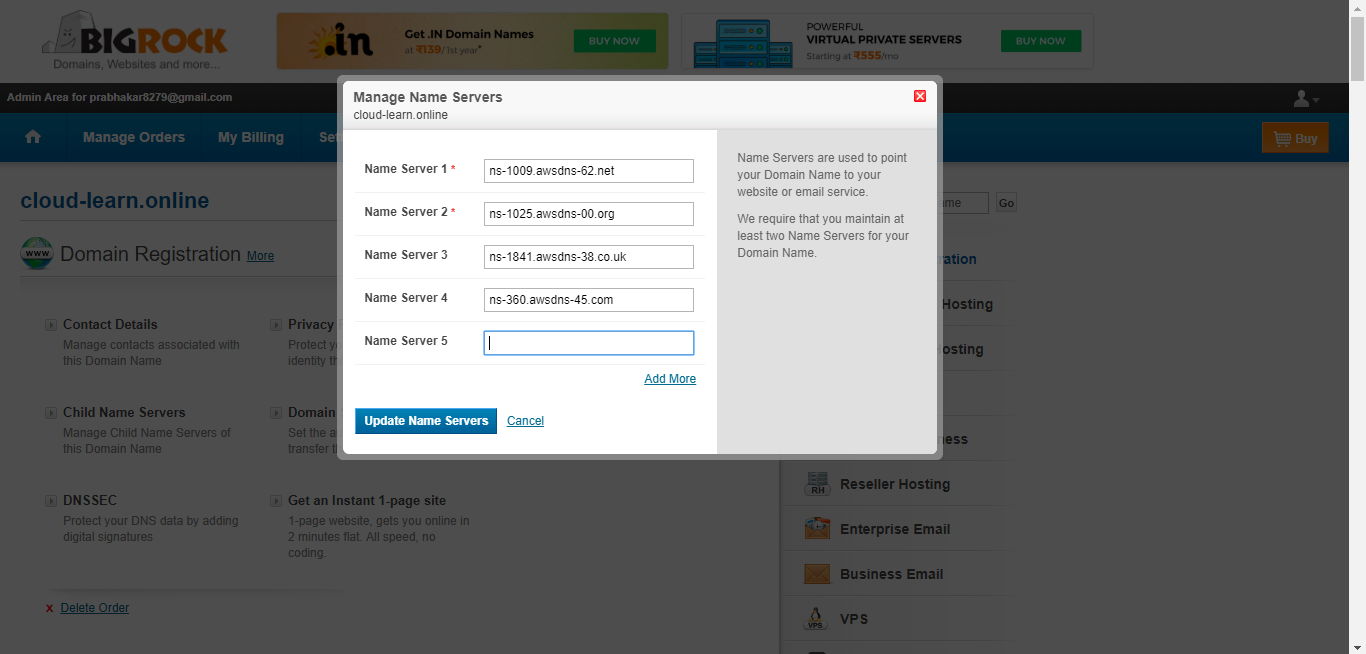 BIGROCK
Domains, Websites and more...
.in
Get .IN Domain Names
at ₹139/ 1st year*
BUY NOW
POWERFUL
VIRTUAL PRIVATE SERVERS
Starting at ₹555/mo
BUY NOW
Admin Area for prabhakar8279@gmail.com
Manage Orders
My Billing
Buy
cloud-learn.online
Go
www
Domain Registration More
Manage Name Servers
cloud-learn.online
Name Server 1 *
ns-1009.awsdns-62.net
Name Server 2 *
ns-1025.awsdns-00.org
Name Server 3
ns-1841.awsdns-38.co.uk
Name Server 4
ns-360.awsdns-45.com
Name Server 5
Add More
Update Name Servers
Cancel
Name Servers are used to point
your Domain Name to your
website or email service.
We require that you maintain at
least two Name Servers for your
Domain Name.
Contact Details
Manage contacts associated with
this Domain Name
Privacy
Child Name Servers
Manage Child Name Servers of
this Domain Name
Domain
Set the
transfer
DNSSEC
Protect your DNS data by adding
digital signatures
Get an Instant 1-page site
1-page website, gets you online in
2 minutes flat. All speed, no
coding.
x Delete Order
Hosting
RH
Reseller Hosting
Enterprise Email
Business Email
VPS
VPS